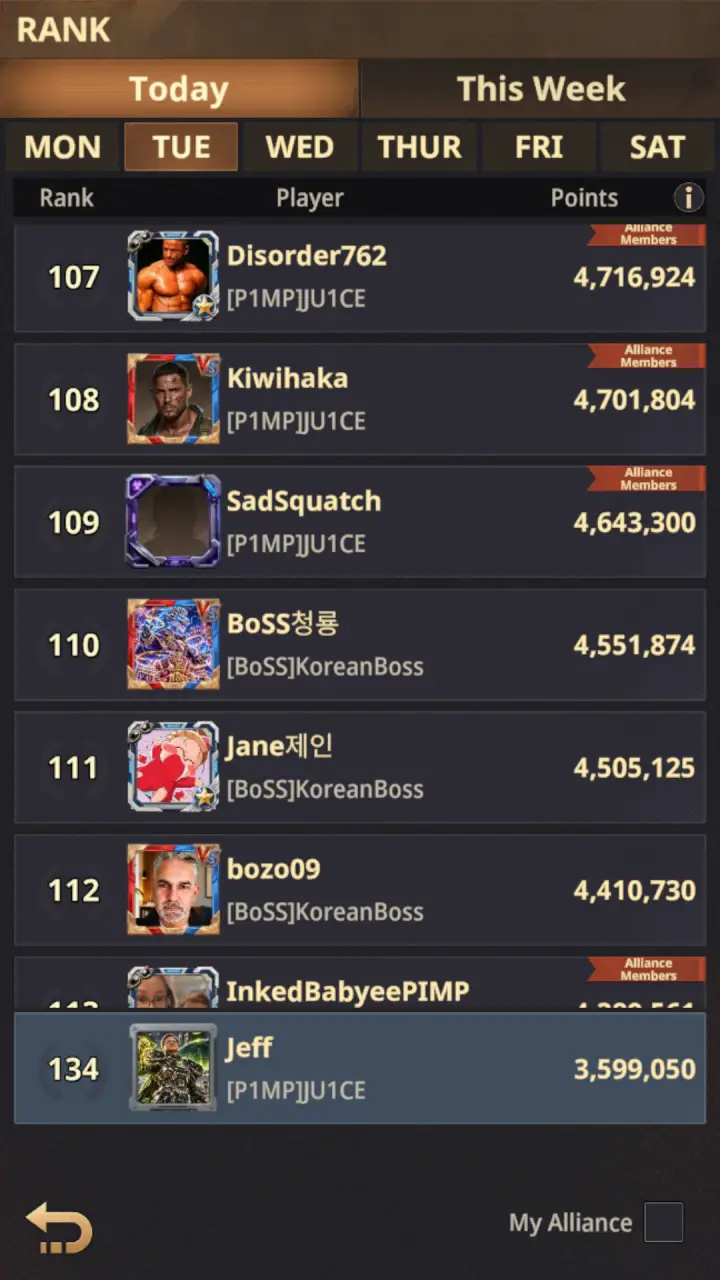 RANK
Today
This Week
MON
TUE
WED
THUR
FRI
SAT
Rank
Player
Points
107
Disorder762
[P1MP]JU1CE
Alliance
Members
4,716,924
108
Kiwihaka
[P1MP]JU1CE
Alliance
Members
4,701,804
109
SadSquatch
[P1MP]JU1CE
Alliance
Members
4,643,300
110
BoSS청룡
[BoSS]KoreanBoss
4,551,874
111
Jane제인
[BoSS]KoreanBoss
4,505,125
112
bozo09
[BoSS]KoreanBoss
4,410,730
InkedBabyeePIMP
Alliance
Members
134
Jeff
[P1MP]JU1CE
3,599,050
My Alliance